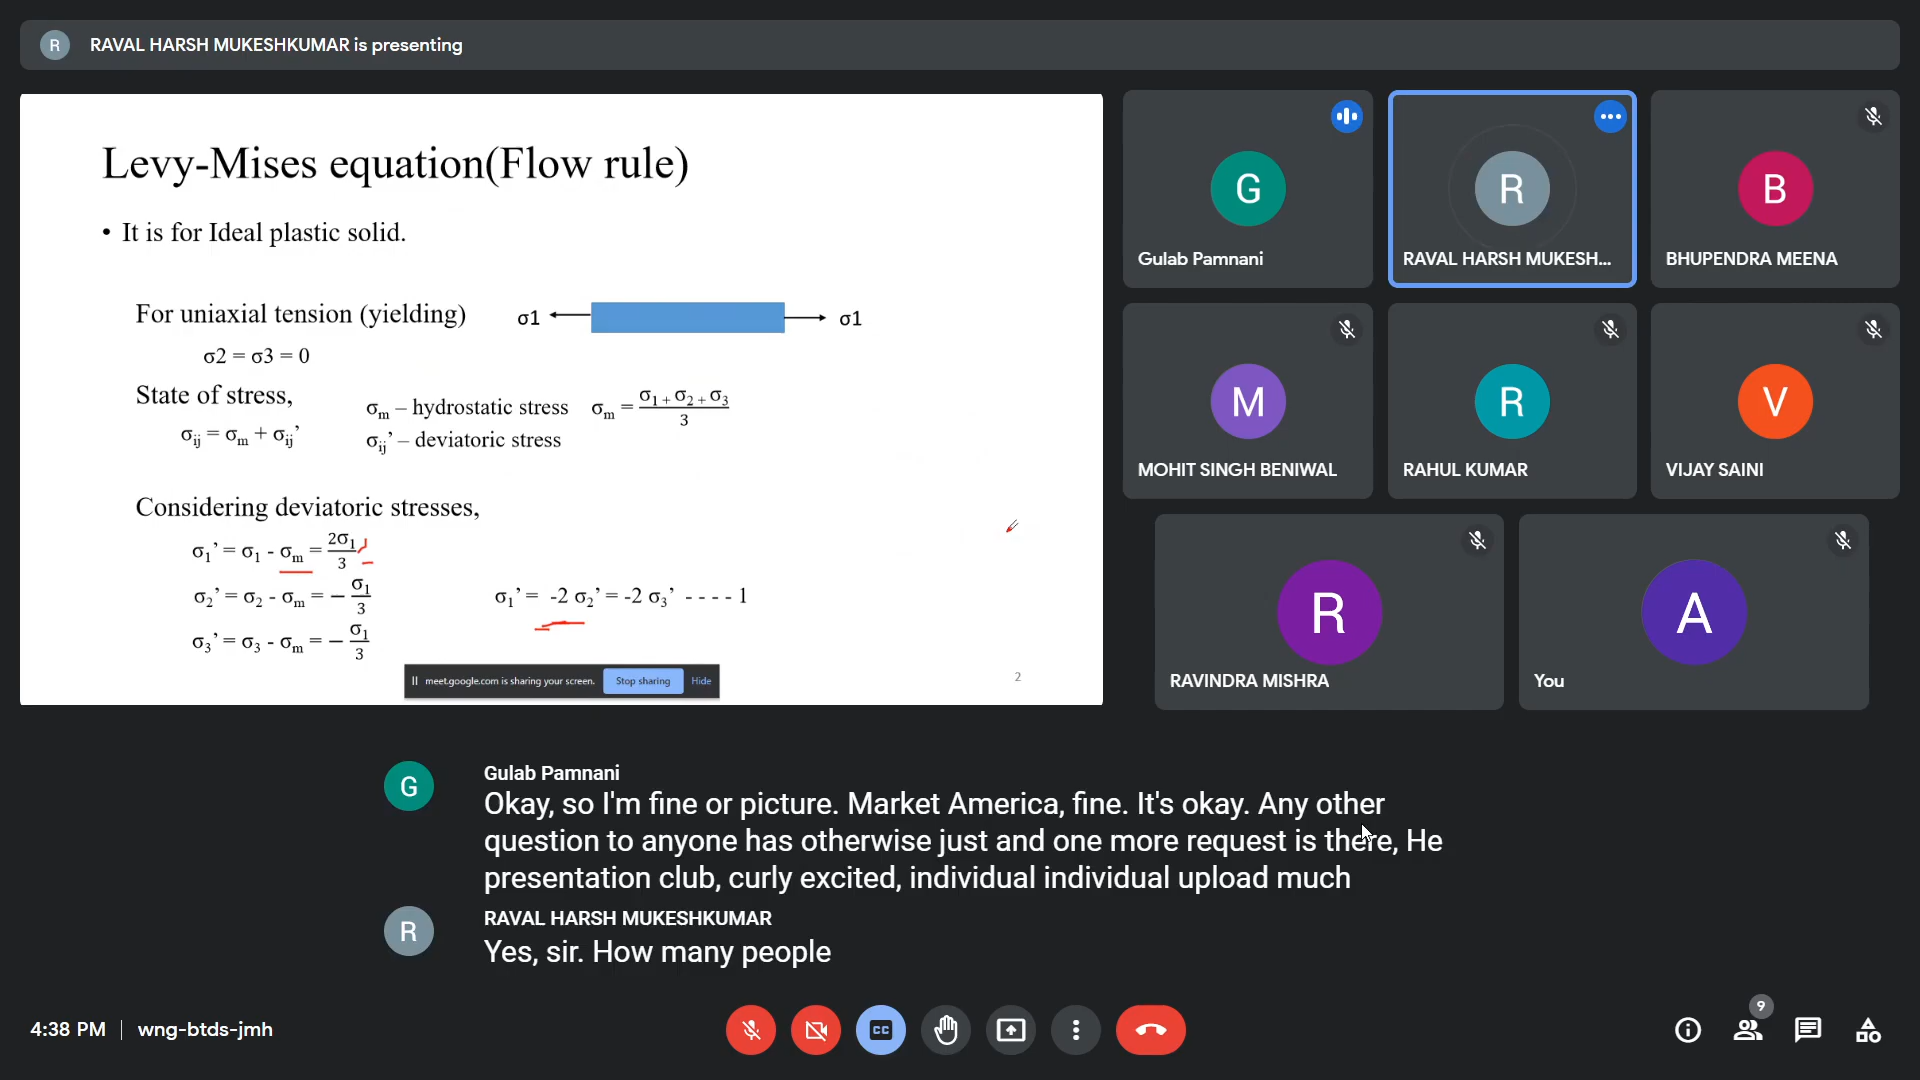 R RAVAL HARSH MUKESHKUMAR is presenting
Levy-Mises equation(Flow rule)
• It is for Ideal plastic solid.
For uniaxial tension (yielding)
σ1 σ1
σ2 = σ3 = 0
State of stress,
σij = σm + σij’
σm – hydrostatic stress σm = σ1 + σ2 + σ3 / 3
σij’ – deviatoric stress
Considering deviatoric stresses,
σ1’ = σ1 - σm = 2σ1 / 3
σ2’ = σ2 - σm = − σ1 / 3
σ1’ = -2 σ2’ = -2 σ3’ - - - - 1
σ3’ = σ3 - σm = − σ1 / 3
meet.google.com is sharing your screen. Stop sharing Hide
2
G
Gulab Pamnani
R
RAVAL HARSH MUKESH...
B
BHUPENDRA MEENA
M
MOHIT SINGH BENIWAL
R
RAHUL KUMAR
V
VIJAY SAINI
R
RAVINDRA MISHRA
A
You
G
Gulab Pamnani
Okay, so I'm fine or picture. Market America, fine. It's okay. Any other
question to anyone has otherwise just and one more request is there, He
presentation club, curly excited, individual individual upload much
R
RAVAL HARSH MUKESHKUMAR
Yes, sir. How many people
4:38 PM | wng-btds-jmh
CC
9